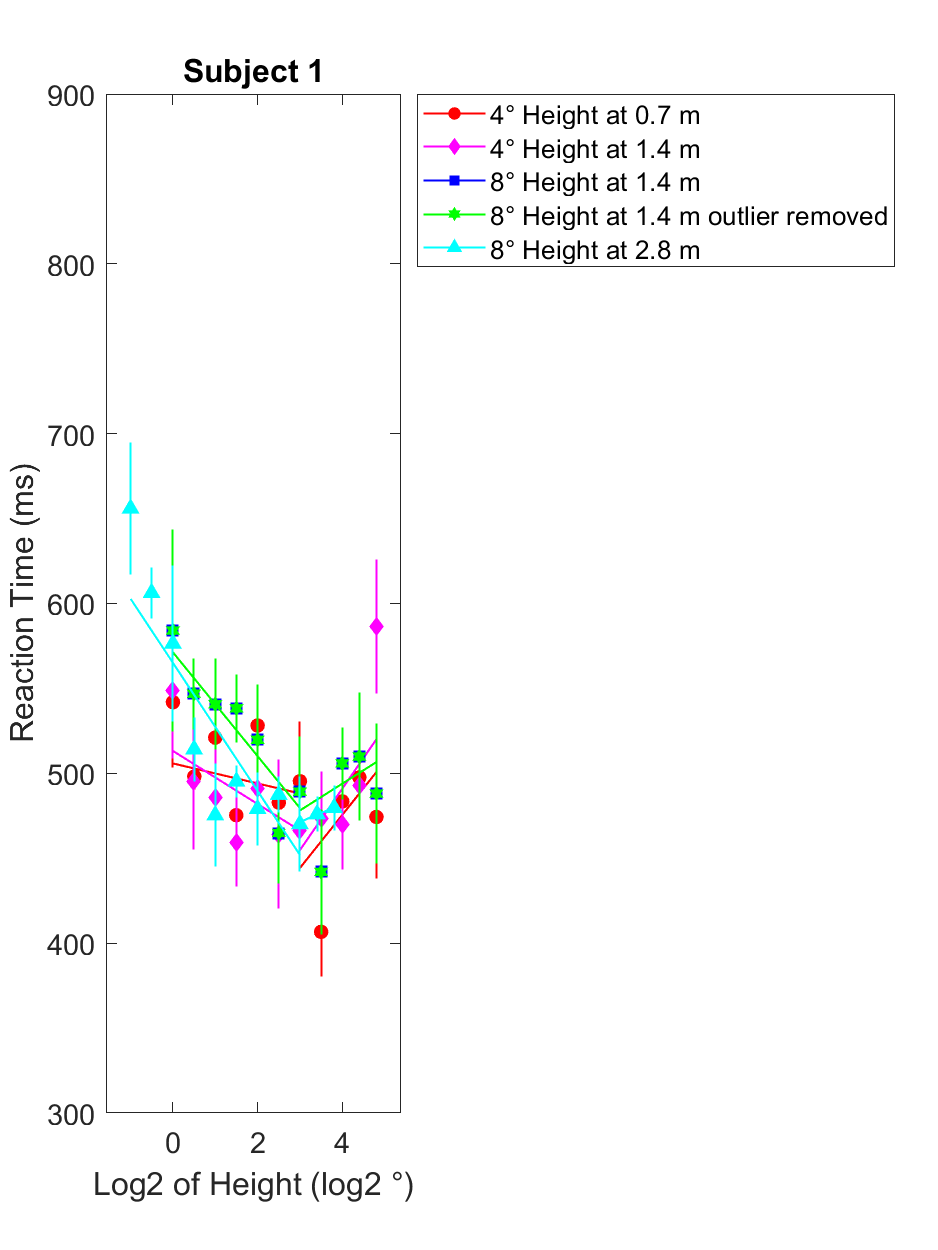 Subject 1
900
800
700
600
500
400
300
Reaction Time (ms)
0 2 4
Log2 of Height (log2 °)
4° Height at 0.7 m
4° Height at 1.4 m
8° Height at 1.4 m
8° Height at 1.4 m outlier removed
8° Height at 2.8 m